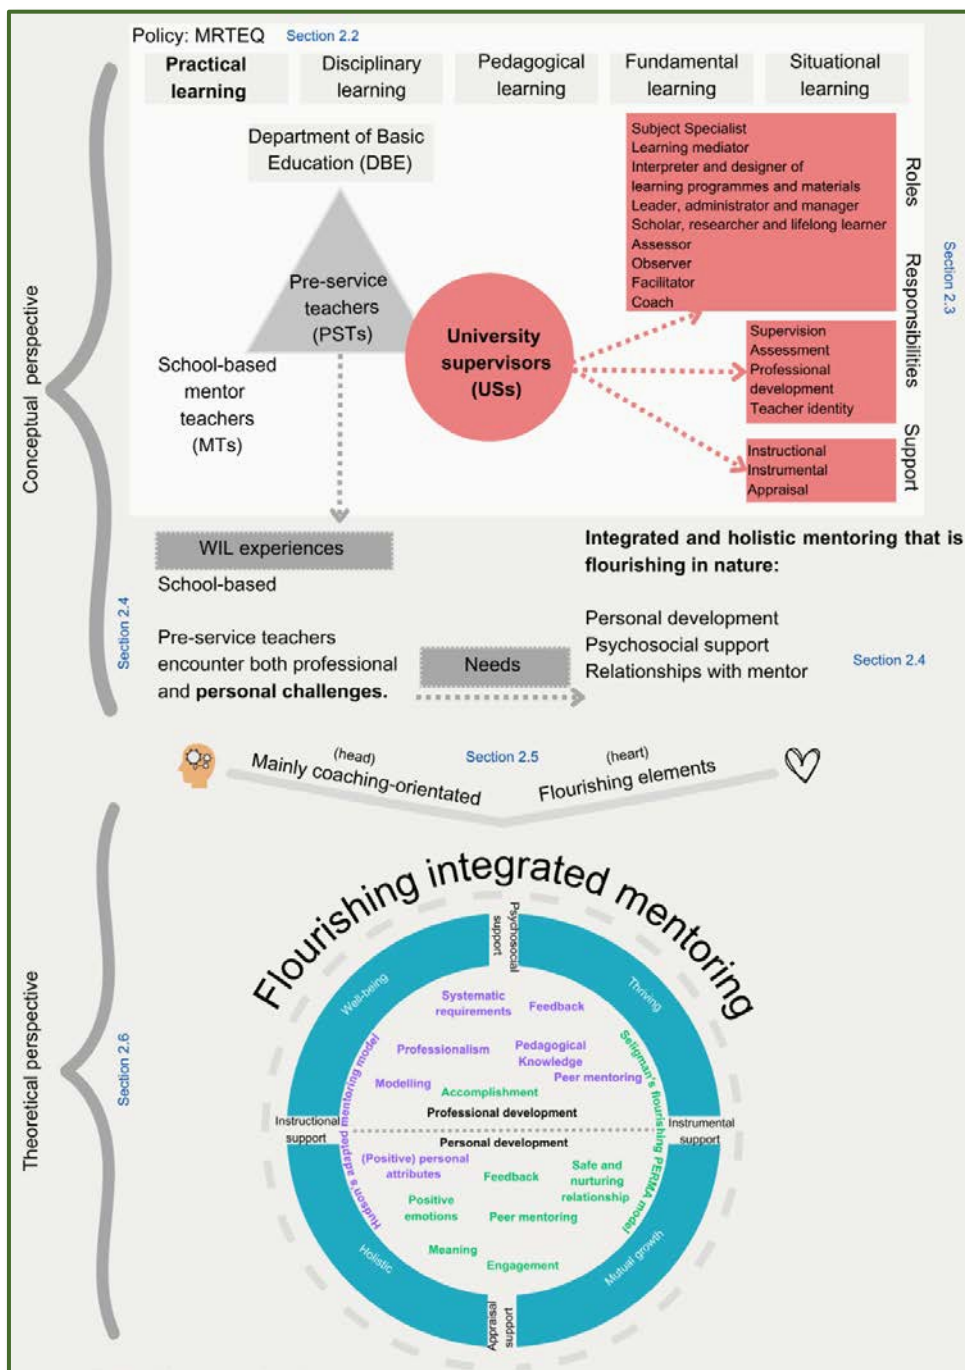 Policy: MRTEQ
Section 2.2
Practical
learning
Disciplinary
learning
Pedagogical
learning
Fundamental
learning
Situational
learning
Department of Basic
Education (DBE)
Pre-service
teachers
(PSTs)
School-based
mentor
teachers
(MTs)
University
supervisors
(USs)
Subject Specialist
Learning mediator
Interpreter and designer of
learning programmes and materials
Leader, administrator and manager
Scholar, researcher and lifelong learner
Assessor
Observer
Facilitator
Coach
Roles
Supervision
Assessment
Professional
development
Teacher identity
Responsibilities
Instructional
Instrumental
Appraisal
Support
Section 2.3
Conceptual perspective
WIL experiences
School-based
Pre-service teachers
encounter both professional
and personal challenges.
Section 2.4
Needs
Integrated and holistic mentoring that is
flourishing in nature:
Personal development
Psychosocial support
Relationships with mentor
Section 2.4
(head)
Mainly coaching-orientated
Section 2.5
(heart)
Flourishing elements
Theoretical perspective
Section 2.6
Flourishing integrated mentoring
Psychosocial
support
Well-being
Thriving
Systematic
requirements
Feedback
Professionalism
Pedagogical
Knowledge
Peer mentoring
Modelling
Accomplishment
Professional development
Hudson's adapted mentoring model
Seligman's flourishing PERMA model
Instructional
support
Instrumental
support
Personal development
(Positive) personal
attributes
Feedback
Safe and
nurturing
relationship
Positive
emotions
Peer mentoring
Meaning
Engagement
Holistic
Mutual growth
Appraisal
support